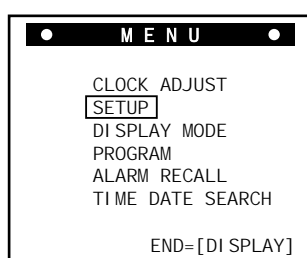 MENU
CLOCK ADJUST
SETUP
DISPLAY MODE
PROGRAM
ALARM RECALL
TIME DATE SEARCH
END=[DISPLAY]